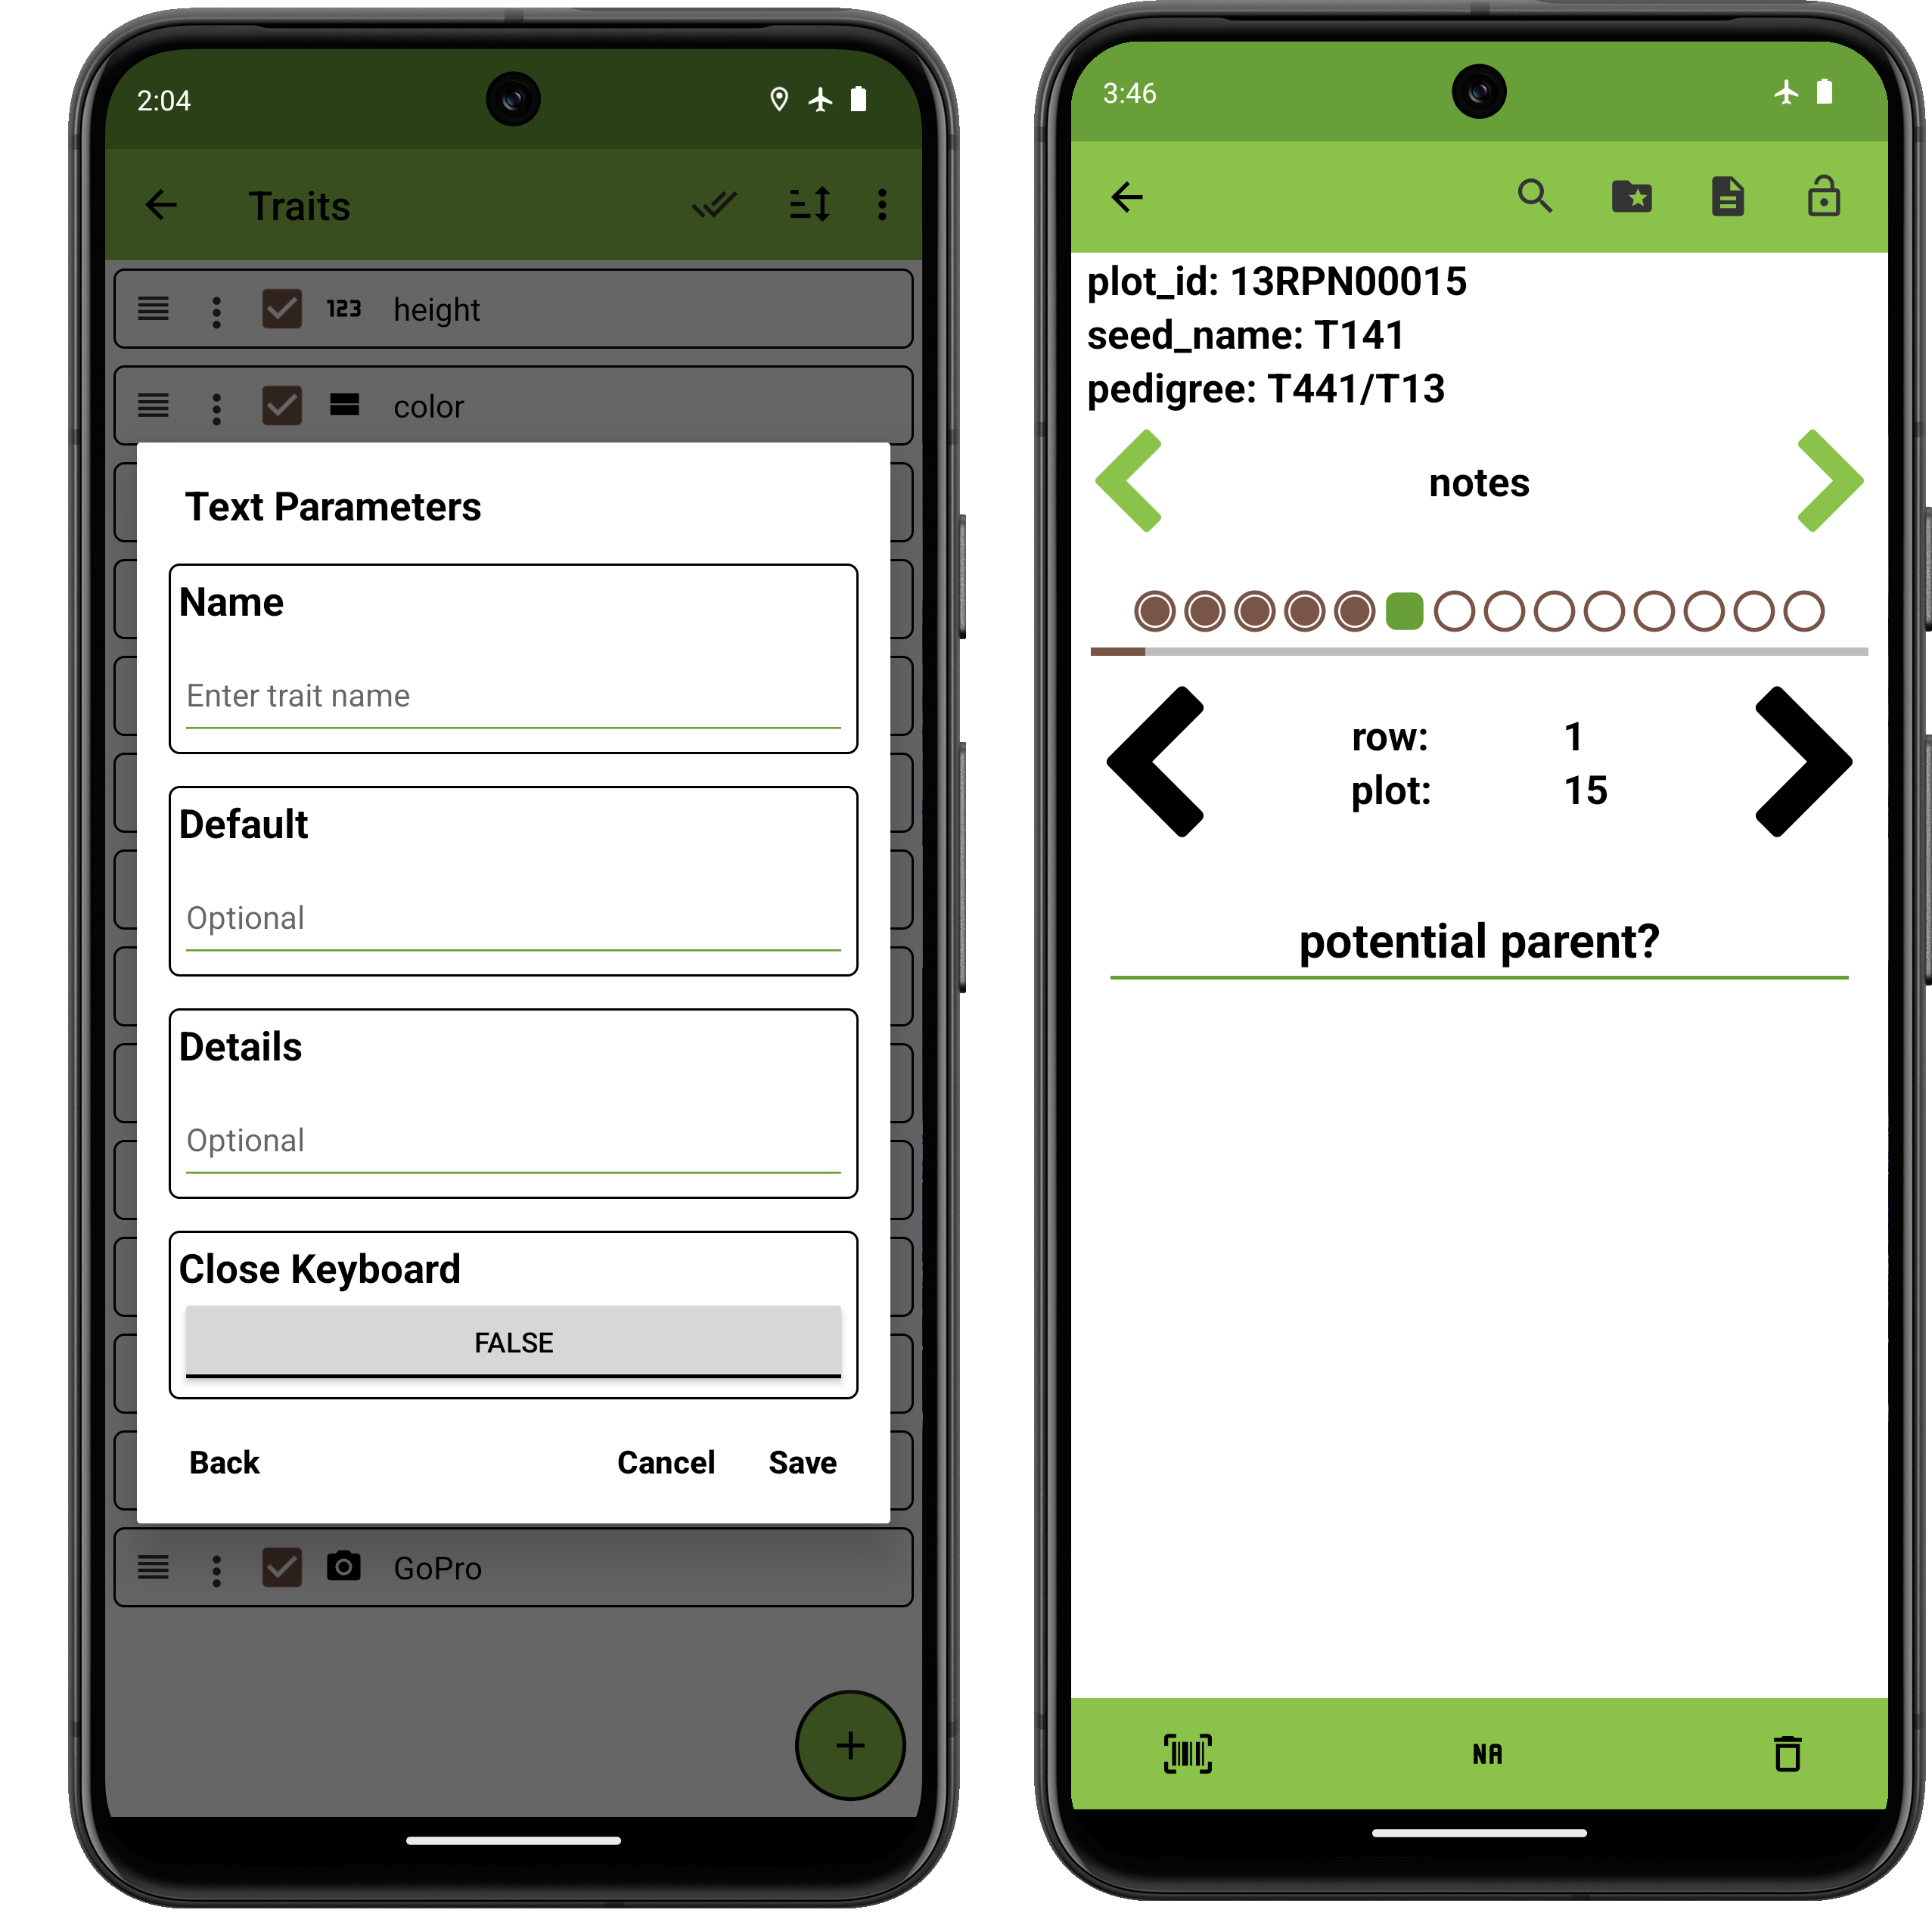 2:04
Traits
123 height
color
Text Parameters
Name
Enter trait name
Default
Optional
Details
Optional
Close Keyboard
FALSE
Back Cancel Save
GoPro
3:46
plot_id: 13RPN00015
seed_name: T141
pedigree: T441/T13
notes
row: 1
plot: 15
potential parent?
NA